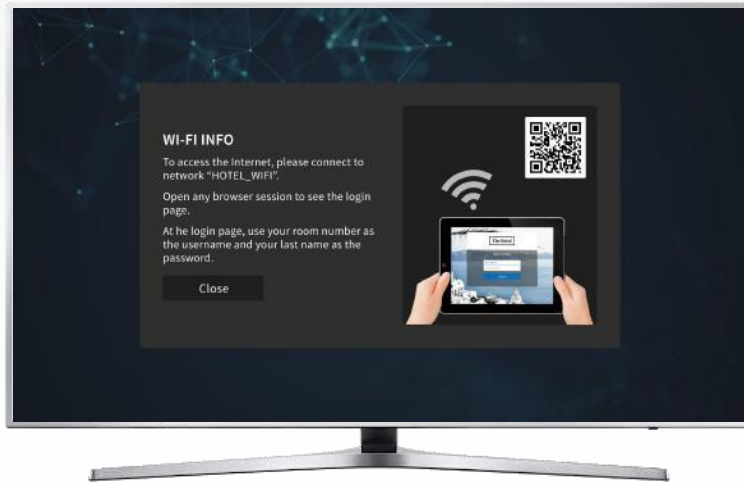 WI-FI INFO
To access the Internet, please connect to
network “HOTEL_WIFI”.
Open any browser session to see the login
page.
At he login page, use your room number as
the username and your last name as the
password.
Close
The Hotel